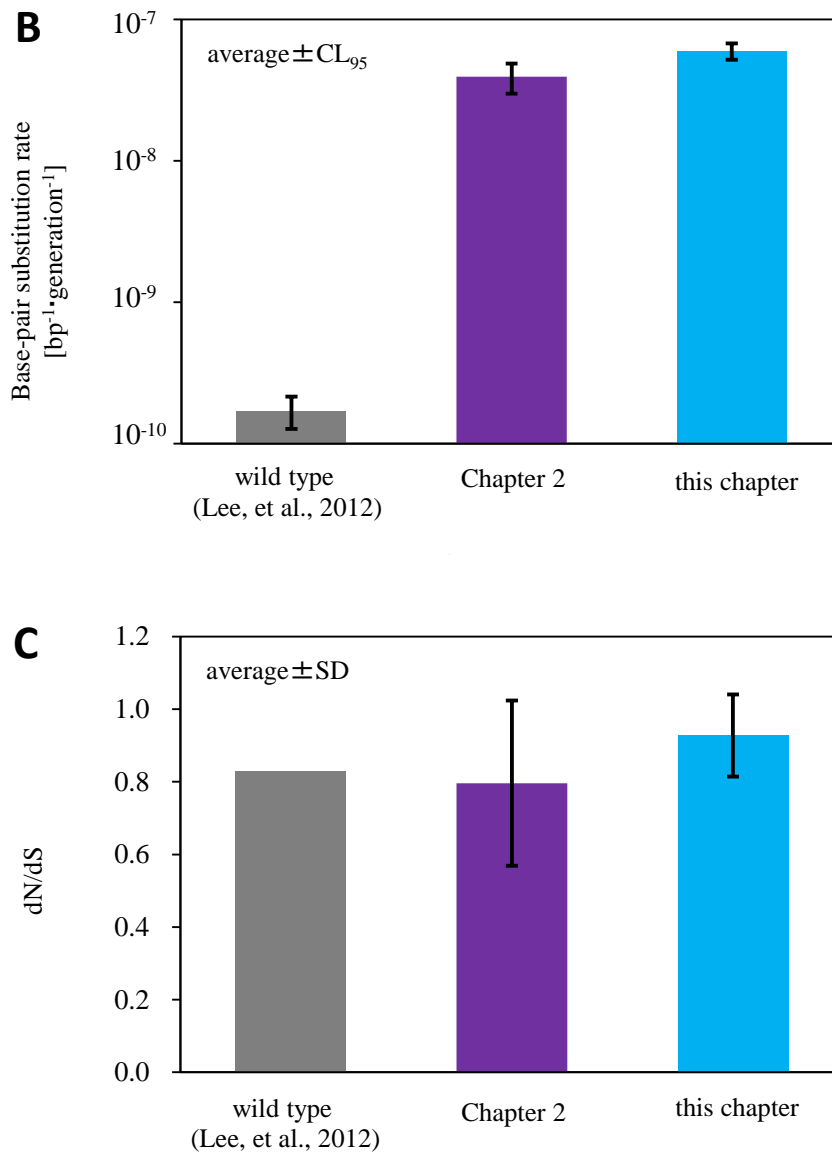 B
average±CL₉₅
Base-pair substitution rate
[bp⁻¹·generation⁻¹]
10⁻⁷
10⁻⁸
10⁻⁹
10⁻¹⁰
wild type
(Lee, et al., 2012)
Chapter 2
this chapter
C
average±SD
dN/dS
1.2
1.0
0.8
0.6
0.4
0.2
0.0
wild type
(Lee, et al., 2012)
Chapter 2
this chapter